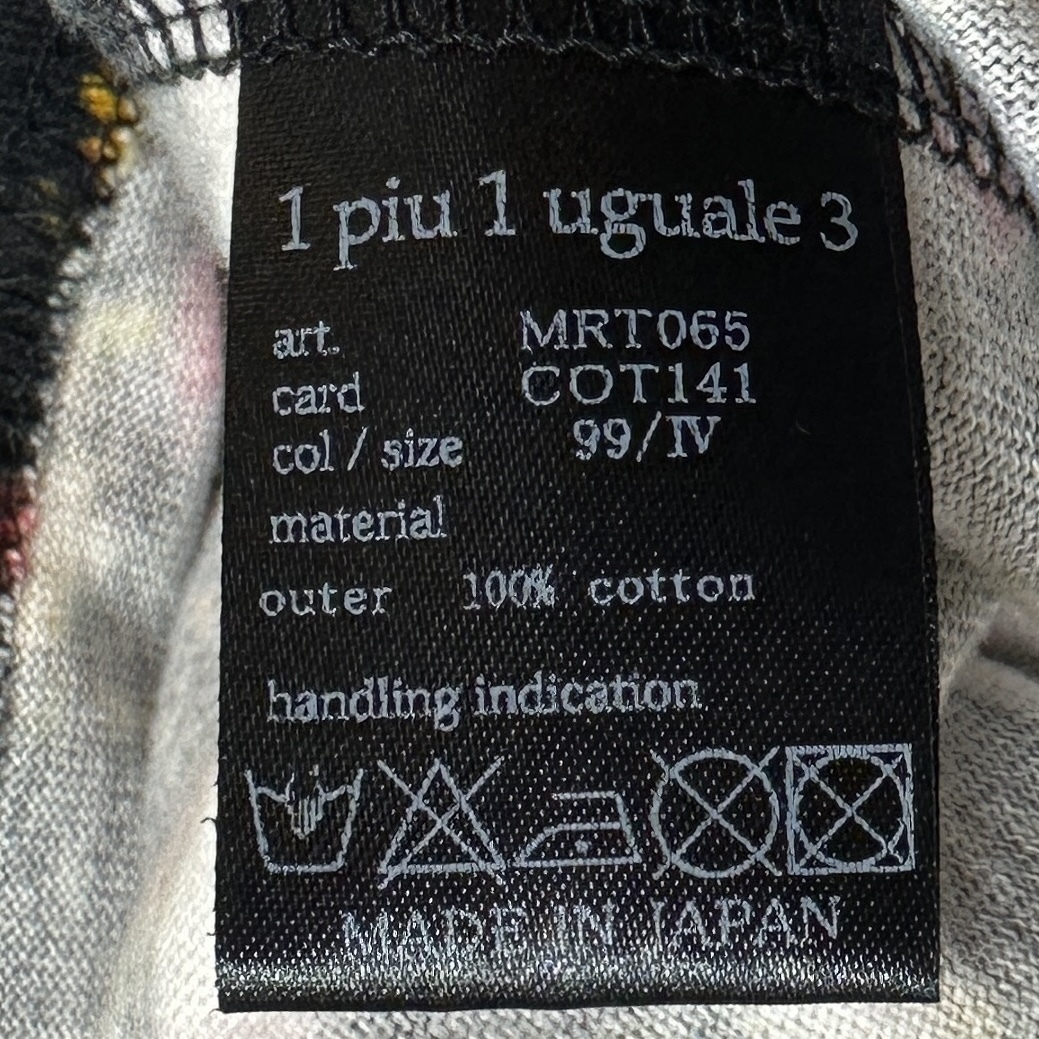 1 piu 1 uguale 3
art. MRT065
card COT141
col / size 99/IV
material
outer 100% cotton
handling indication
MADE IN JAPAN